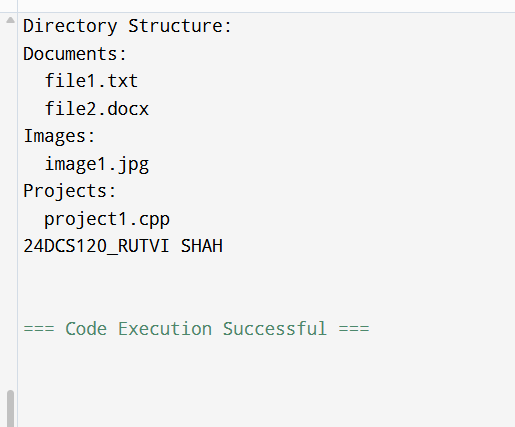 Directory Structure:
Documents:
  file1.txt
  file2.docx
Images:
  image1.jpg
Projects:
  project1.cpp
24DCS120_RUTVI SHAH
=== Code Execution Successful ===